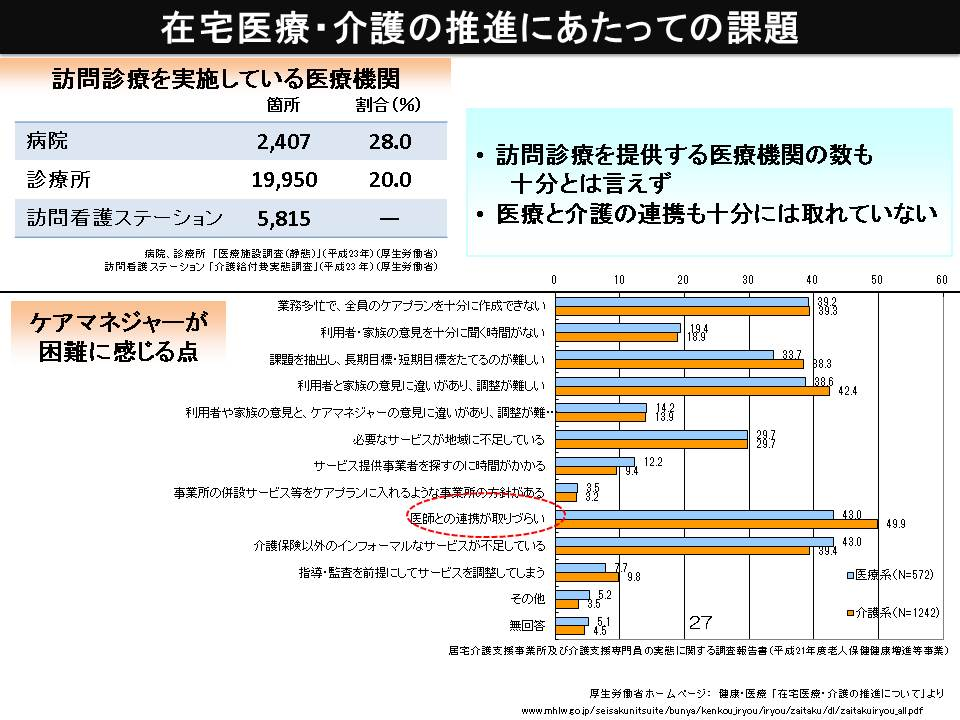 在宅医療・介護の推進にあたっての課題
訪問診療を実施している医療機関
箇所 割合(%)
病院 2,407 28.0
診療所 19,950 20.0
訪問看護ステーション 5,815 ―
病院、診療所 「医療施設調査(静態)」(平成23年)(厚生労働省)
訪問看護ステーション 「介護給付費実態調査」(平成23年)(厚生労働省)
• 訪問診療を提供する医療機関の数も
十分とは言えず
• 医療と介護の連携も十分には取れていない
ケアマネジャーが
困難に感じる点
0 10 20 30 40 50 60
業務多忙で、全員のケアプランを十分に作成できない 39.2 39.3
利用者・家族の意見を十分に聞く時間がない 19.4 18.9
課題を抽出し、長期目標・短期目標をたてるのが難しい 33.7 38.3
利用者と家族の意見に違いがあり、調整が難しい 38.6 42.4
利用者や家族の意見と、ケアマネジャーの意見に違いがあり、調整が難… 14.2 13.9
必要なサービスが地域に不足している 29.7 29.7
サービス提供事業者を探すのに時間がかかる 12.2 9.4
事業所の併設サービス等をケアプランに入れるような事業所の方針がある 3.5 3.2
医師との連携が取りづらい 43.0 49.9
介護保険以外のインフォーマルなサービスが不足している 43.0 39.4
指導・監査を前提にしてサービスを調整してしまう 7.7 9.8
その他 5.2 3.5
無回答 5.1 4.5
医療系(N=572)
介護系(N=1242)
27
居宅介護支援事業所及び介護支援専門員の実態に関する調査報告書(平成21年度老人保健健康増進等事業)
厚生労働省ホームページ: 健康・医療 「在宅医療・介護の推進について」より
www.mhlw.go.jp/seisakunitsuite/bunya/kenkou_iryou/iryou/zaitaku/dl/zaitakuiryou_all.pdf